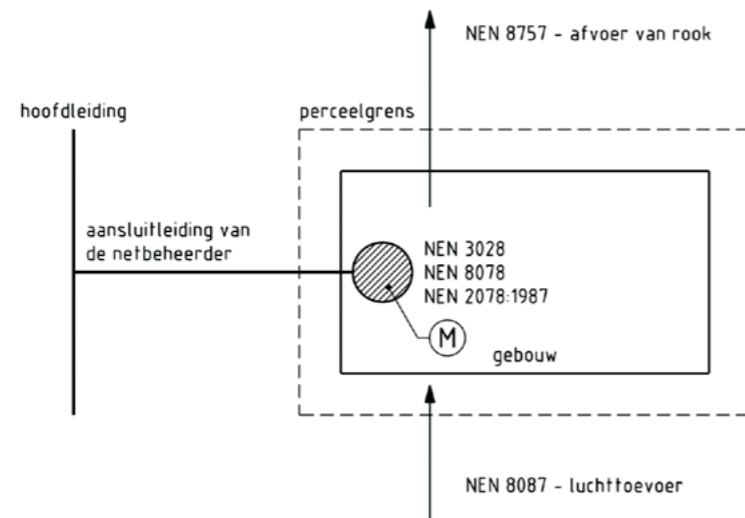 NEN 8757 - afvoer van rook
hoofdleiding
perceelgrens
aansluitleiding van
de netbeheerder
NEN 3028
NEN 8078
NEN 2078:1987
M
gebouw
NEN 8087 - luchttoevoer